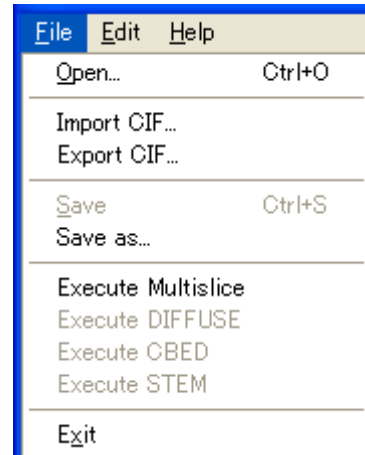 File Edit Help
Open... Ctrl+O
Import CIF...
Export CIF...
Save Ctrl+S
Save as...
Execute Multislice
Execute DIFFUSE
Execute CBED
Execute STEM
Exit